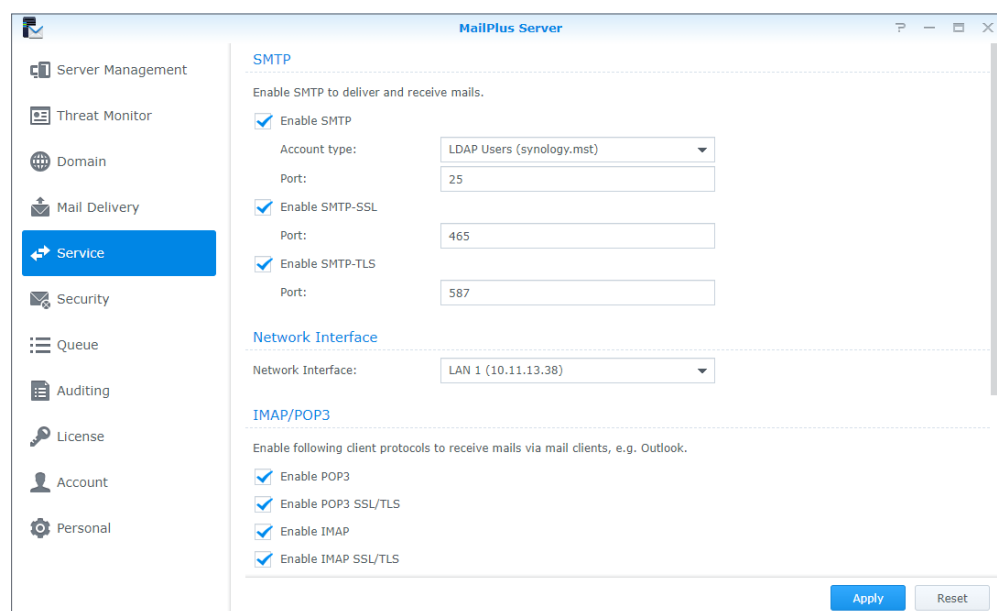 MailPlus Server
Server Management
Threat Monitor
Domain
Mail Delivery
Service
Security
Queue
Auditing
License
Account
Personal
SMTP
Enable SMTP to deliver and receive mails.
Enable SMTP
Account type: LDAP Users (synology.mst)
Port: 25
Enable SMTP-SSL
Port: 465
Enable SMTP-TLS
Port: 587
Network Interface
Network Interface: LAN 1 (10.11.13.38)
IMAP/POP3
Enable following client protocols to receive mails via mail clients, e.g. Outlook.
Enable POP3
Enable POP3 SSL/TLS
Enable IMAP
Enable IMAP SSL/TLS
Apply Reset